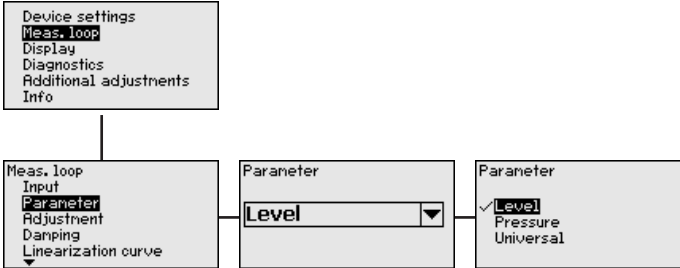 Device settings
Meas. loop
Display
Diagnostics
Additional adjustments
Info
Meas. loop
Input
Parameter
Adjustment
Damping
Linearization curve
Parameter
Level
Parameter
Level
Pressure
Universal